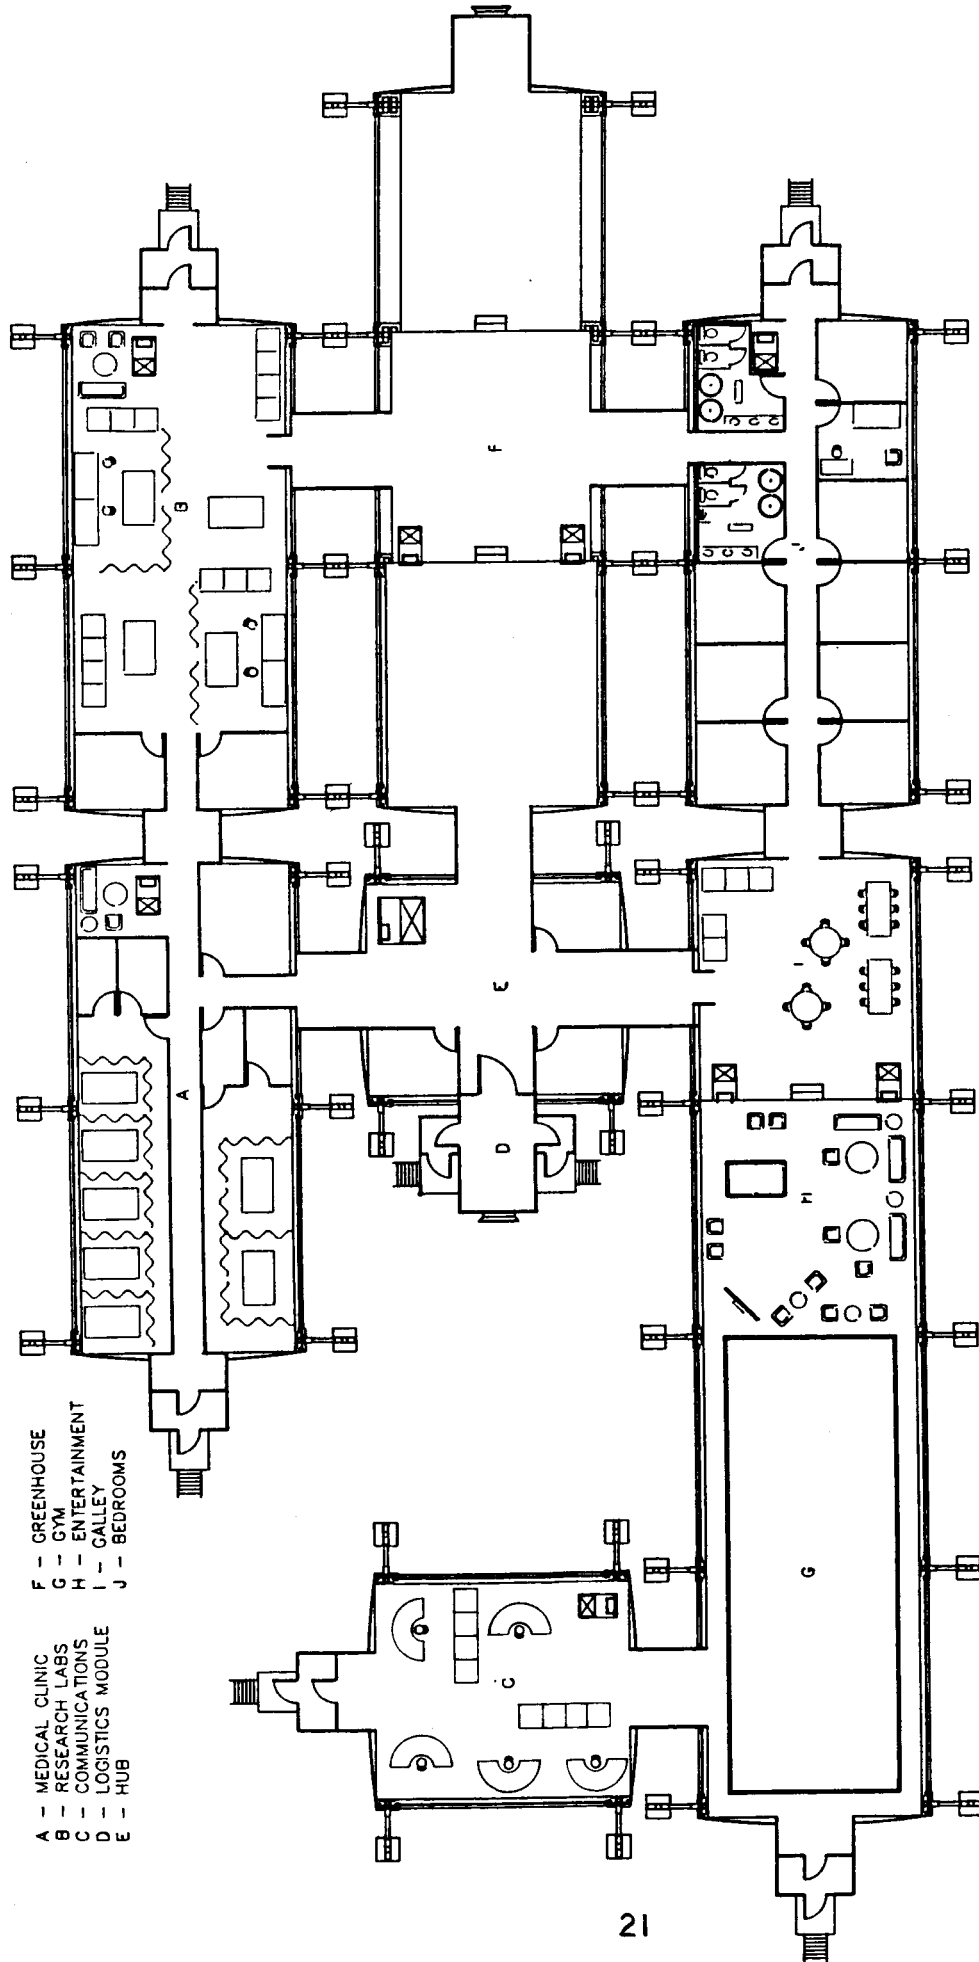 A - MEDICAL CLINIC
B - RESEARCH LABS
C - COMMUNICATIONS
D - LOGISTICS MODULE
E - HUB
F - GREENHOUSE
G - GYM
H - ENTERTAINMENT
I - GALLEY
J - BEDROOMS
B
F
J
A
E
I
D
H
C
G
21